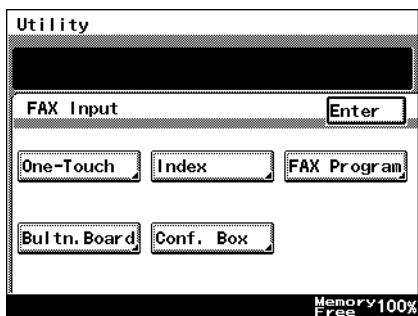 Utility
FAX Input
Enter
One-Touch Index FAX Program
Bultn.Board Conf. Box
Memory Free 100%